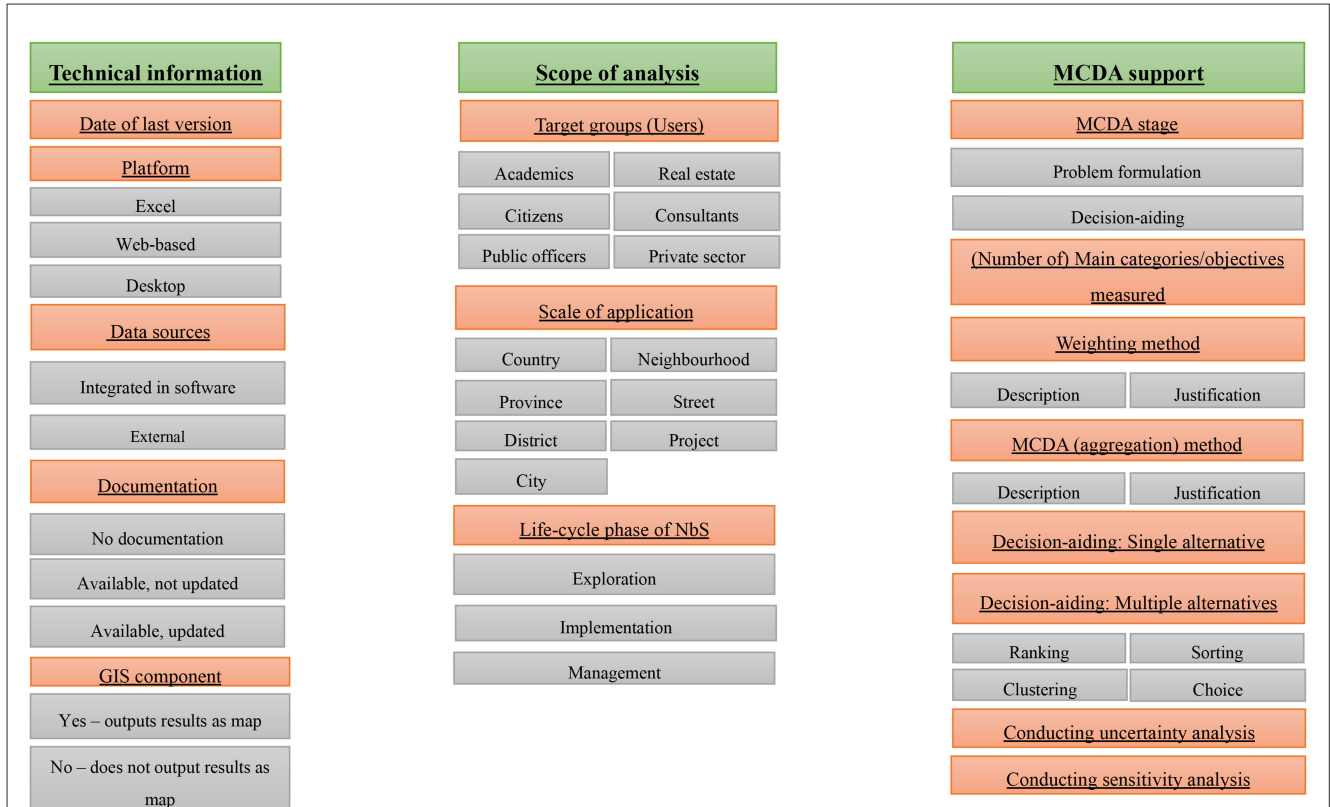 Technical information
Date of last version
Platform
Excel
Web-based
Desktop
Data sources
Integrated in software
External
Documentation
No documentation
Available, not updated
Available, updated
GIS component
Yes – outputs results as map
No – does not output results as
map
Scope of analysis
Target groups (Users)
Academics
Real estate
Citizens
Consultants
Public officers
Private sector
Scale of application
Country
Neighbourhood
Province
Street
District
Project
City
Life-cycle phase of NbS
Exploration
Implementation
Management
MCDA support
MCDA stage
Problem formulation
Decision-aiding
(Number of) Main categories/objectives
measured
Weighting method
Description
Justification
MCDA (aggregation) method
Description
Justification
Decision-aiding: Single alternative
Decision-aiding: Multiple alternatives
Ranking
Sorting
Clustering
Choice
Conducting uncertainty analysis
Conducting sensitivity analysis